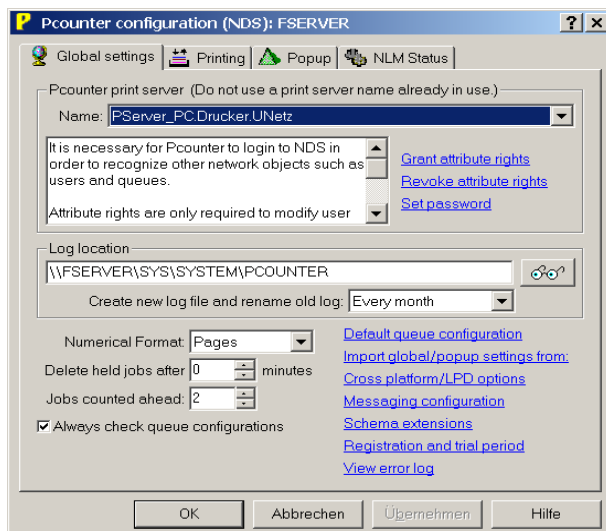 Pcounter configuration (NDS): FSERVER
Global settings Printing Popup NLM Status
Pcounter print server (Do not use a print server name already in use.)
Name: PServer_PC.Drucker.UNetz
It is necessary for Pcounter to login to NDS in
order to recognize other network objects such as
users and queues.
Attribute rights are only required to modify user
Grant attribute rights
Revoke attribute rights
Set password
Log location
\\FSERVER\SYS\SYSTEM\PCOUNTER
Create new log file and rename old log: Every month
Numerical Format: Pages
Delete held jobs after 0 minutes
Jobs counted ahead: 2
Always check queue configurations
Default queue configuration
Import global/popup settings from:
Cross platform/LPD options
Messaging configuration
Schema extensions
Registration and trial period
View error log
OK Abbrechen Übernehmen Hilfe